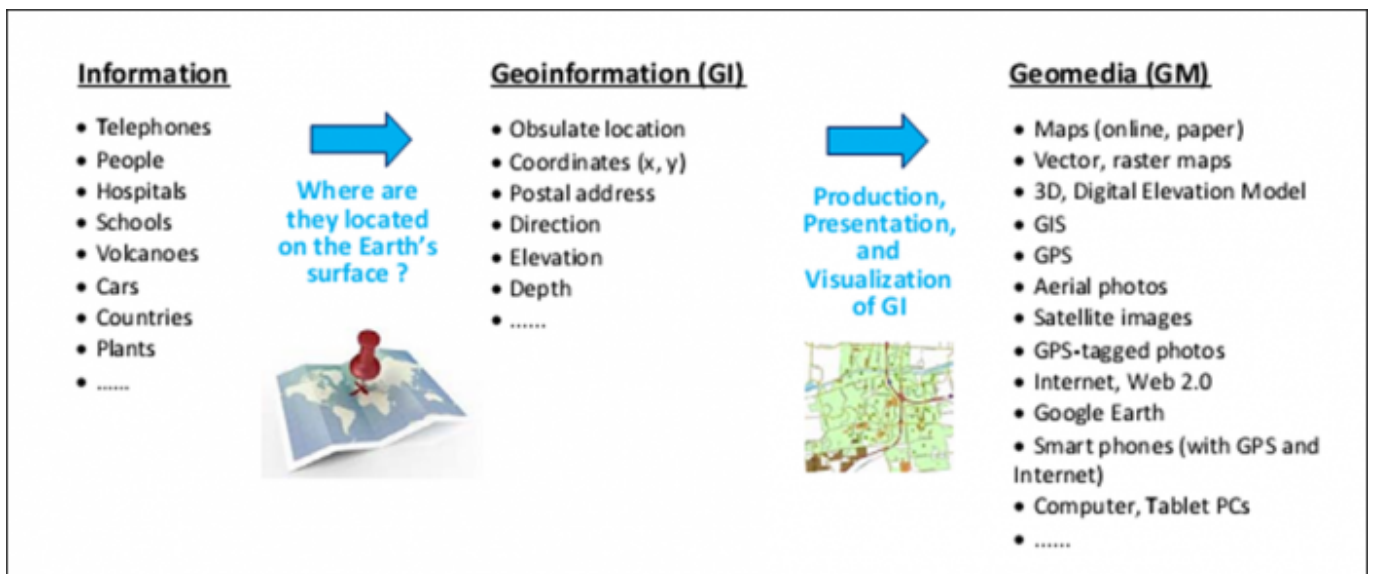 Information
• Telephones
• People
• Hospitals
• Schools
• Volcanoes
• Cars
• Countries
• Plants
• ......
Where are
they located
on the Earth's
surface ?
Geoinformation (GI)
• Obsulate location
• Coordinates (x, y)
• Postal address
• Direction
• Elevation
• Depth
• ......
Production,
Presentation,
and
Visualization
of GI
Geomedia (GM)
• Maps (online, paper)
• Vector, raster maps
• 3D, Digital Elevation Model
• GIS
• GPS
• Aerial photos
• Satellite images
• GPS-tagged photos
• Internet, Web 2.0
• Google Earth
• Smart phones (with GPS and
Internet)
• Computer, Tablet PCs
• ......